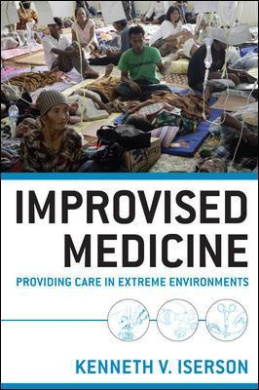 IMPROVISED
MEDICINE
PROVIDING CARE IN EXTREME ENVIRONMENTS
KENNETH V. ISERSON